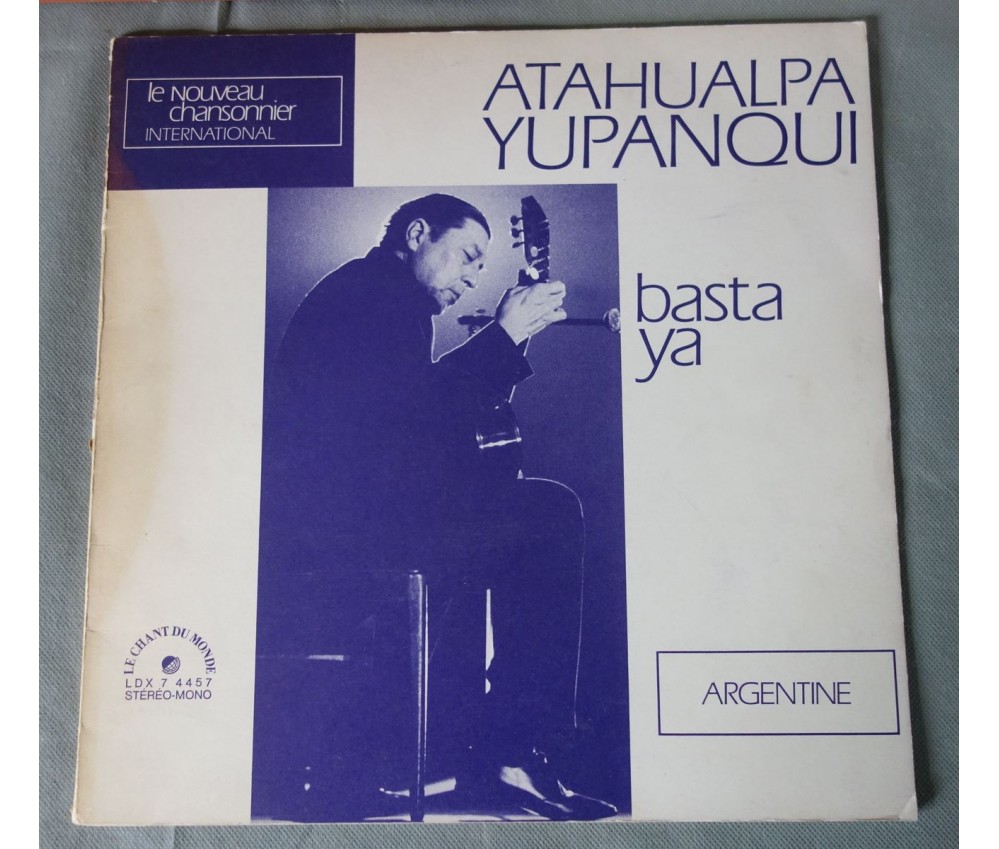 le NOUVEAU
chansonnier
INTERNATIONAL
ATAHUALPA
YUPANQUI
basta
ya
LE CHANT DU MONDE
LDX 7 4457
STÉRÉO-MONO
ARGENTINE